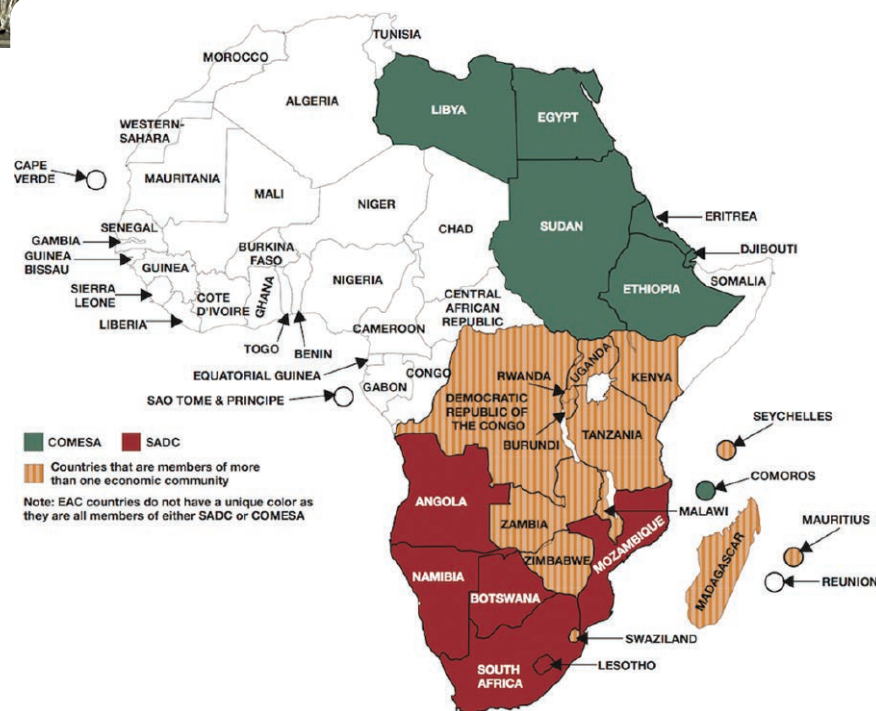 TUNISIA
MOROCCO
ALGERIA
LIBYA
EGYPT
WESTERN-
SAHARA
CAPE
VERDE
MAURITANIA
MALI
NIGER
CHAD
SUDAN
ERITREA
SENEGAL
GAMBIA
GUINEA
BISSAU
GUINEA
BURKINA
FASO
NIGERIA
DJIBOUTI
ETHIOPIA
SOMALIA
SIERRA
LEONE
COTE
D'IVOIRE
GHANA
CENTRAL
AFRICAN
REPUBLIC
LIBERIA
CAMEROON
TOGO
BENIN
EQUATORIAL GUINEA
CONGO
GABON
SAO TOME & PRINCIPE
RWANDA
UGANDA
KENYA
DEMOCRATIC
REPUBLIC OF
THE CONGO
BURUNDI
TANZANIA
SEYCHELLES
COMESA
SADC
Countries that are members of more
than one economic community
Note: EAC countries do not have a unique color as
they are all members of either SADC or COMESA
COMOROS
ANGOLA
ZAMBIA
MALAWI
MOZAMBIQUE
MAURITIUS
ZIMBABWE
MADAGASCAR
REUNION
NAMIBIA
BOTSWANA
SWAZILAND
LESOTHO
SOUTH
AFRICA